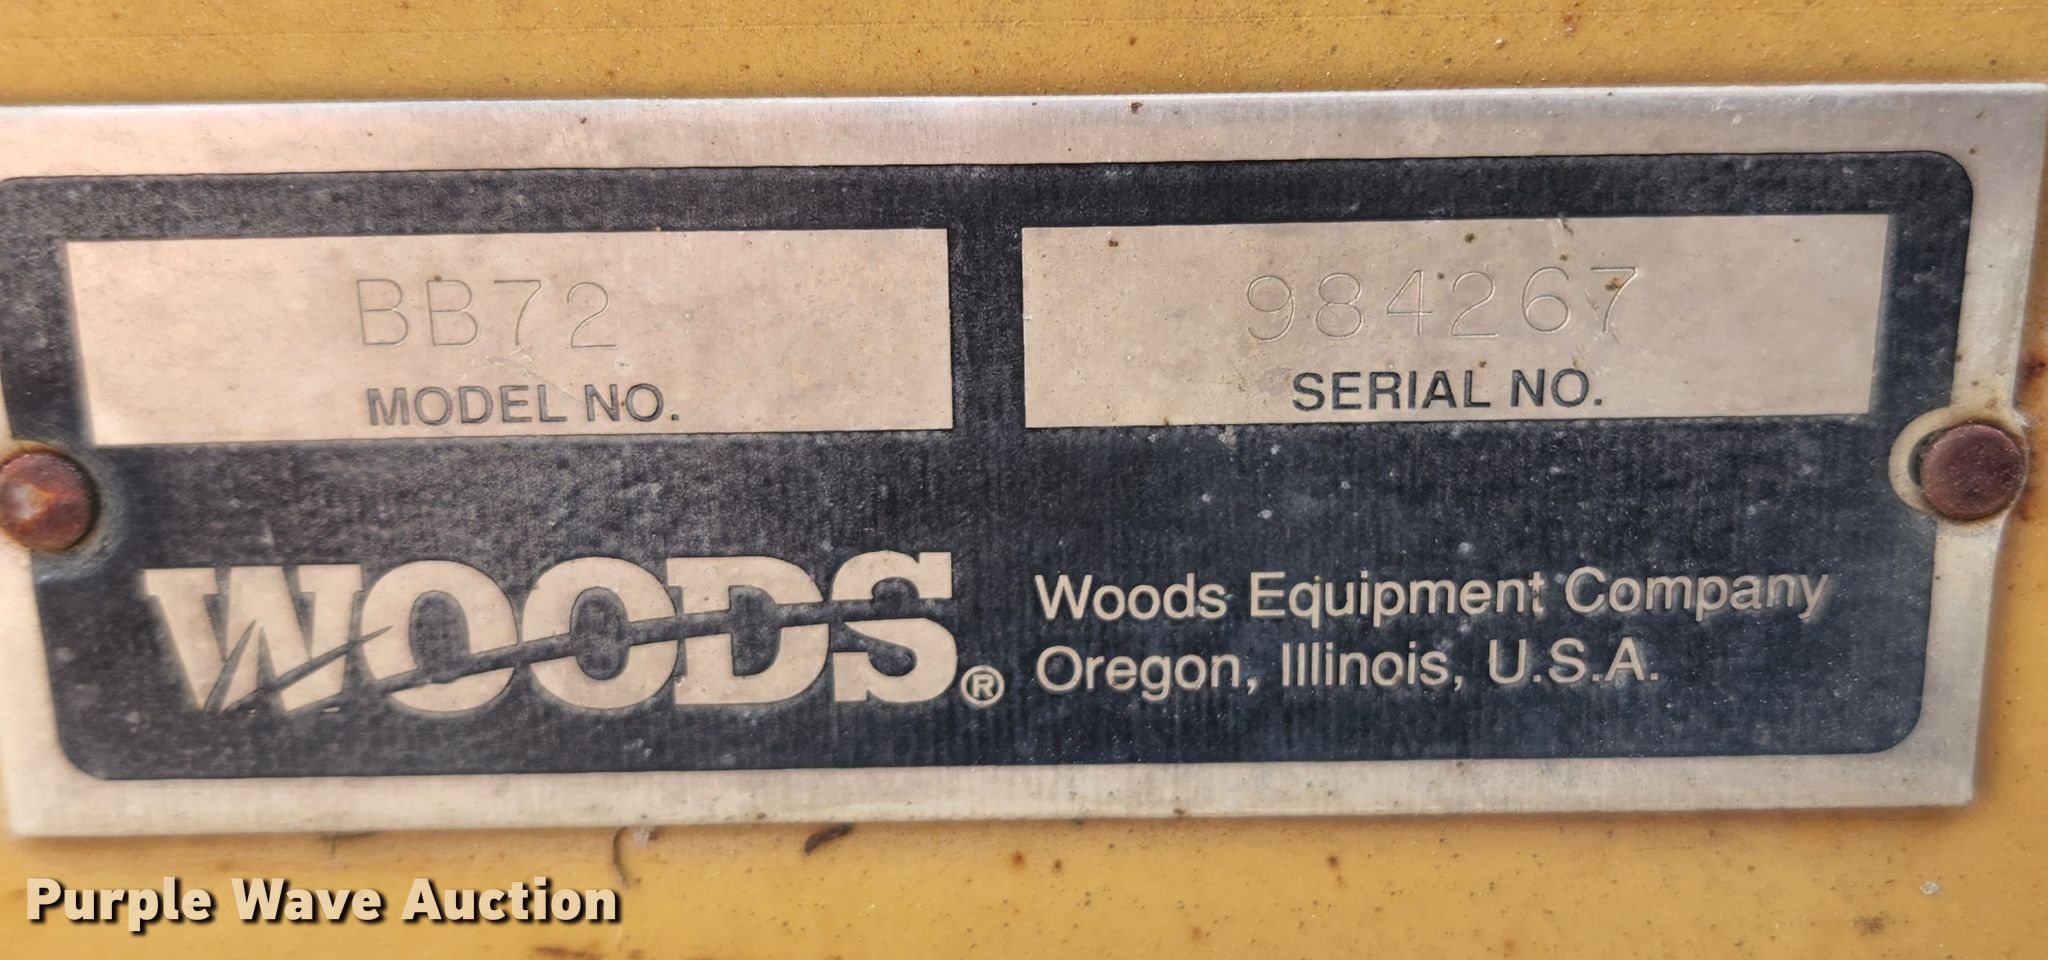 BB72
MODEL NO.
984267
SERIAL NO.
WOODS®
Woods Equipment Company
Oregon, Illinois, U.S.A.
Purple Wave Auction